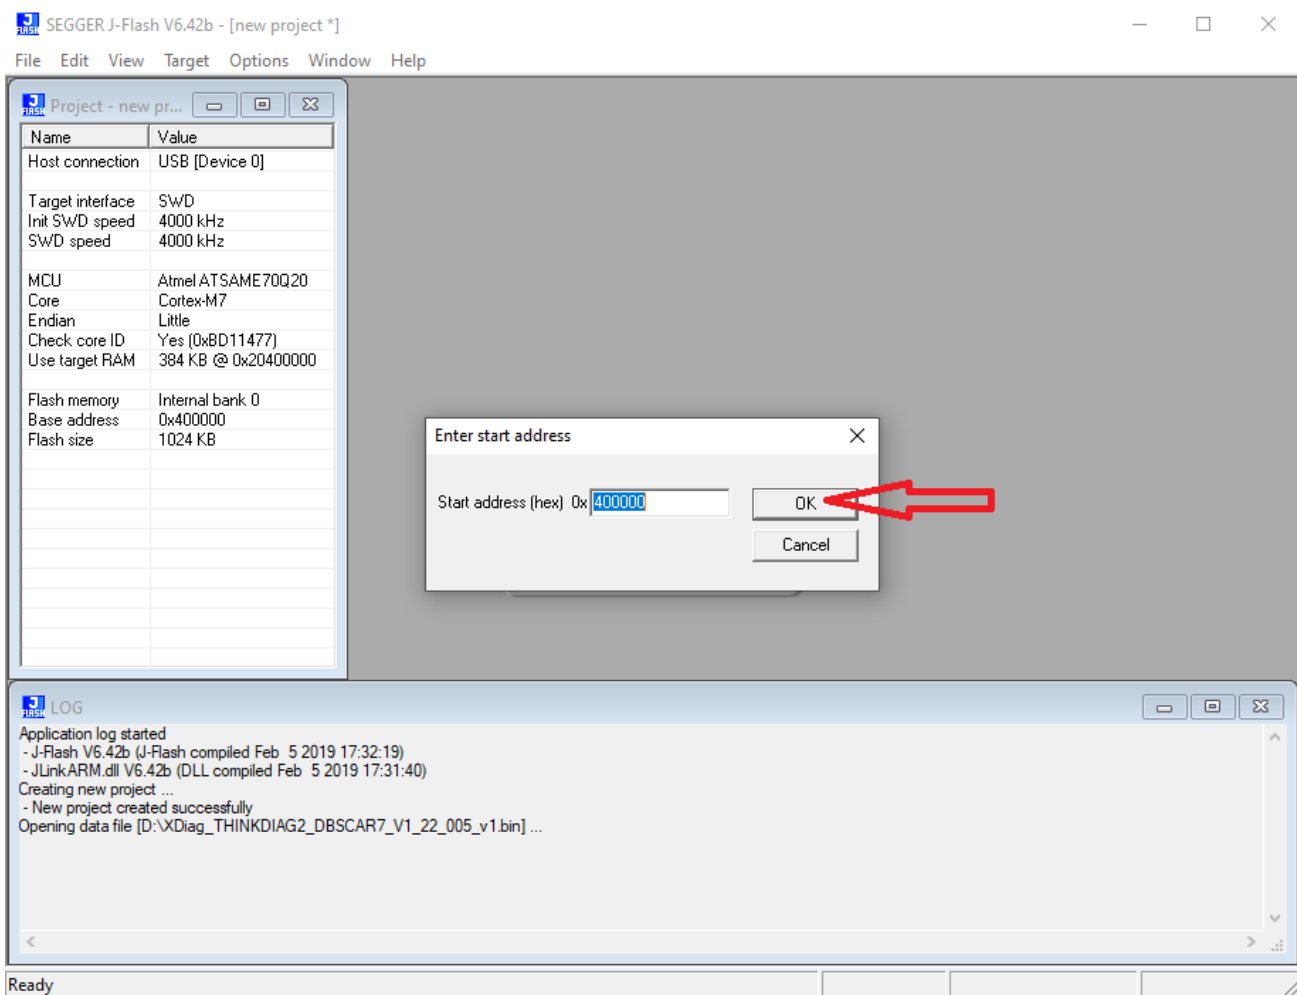 SEGGER J-Flash V6.42b - [new project *]
File Edit View Target Options Window Help
Project - new pr...
Name Value
Host connection USB [Device 0]
Target interface SWD
Init SWD speed 4000 kHz
SWD speed 4000 kHz
MCU Atmel ATSAME70Q20
Core Cortex-M7
Endian Little
Check core ID Yes (0xBD11477)
Use target RAM 384 KB @ 0x20400000
Flash memory Internal bank 0
Base address 0x400000
Flash size 1024 KB
Enter start address
Start address (hex) 0x 400000 OK
Cancel
LOG
Application log started
- J-Flash V6.42b (J-Flash compiled Feb 5 2019 17:32:19)
- JLinkARM.dll V6.42b (DLL compiled Feb 5 2019 17:31:40)
Creating new project ...
- New project created successfully
Opening data file [D:\XDiag_THINKDIAG2_DBSCAR7_V1_22_005_v1.bin] ...
Ready